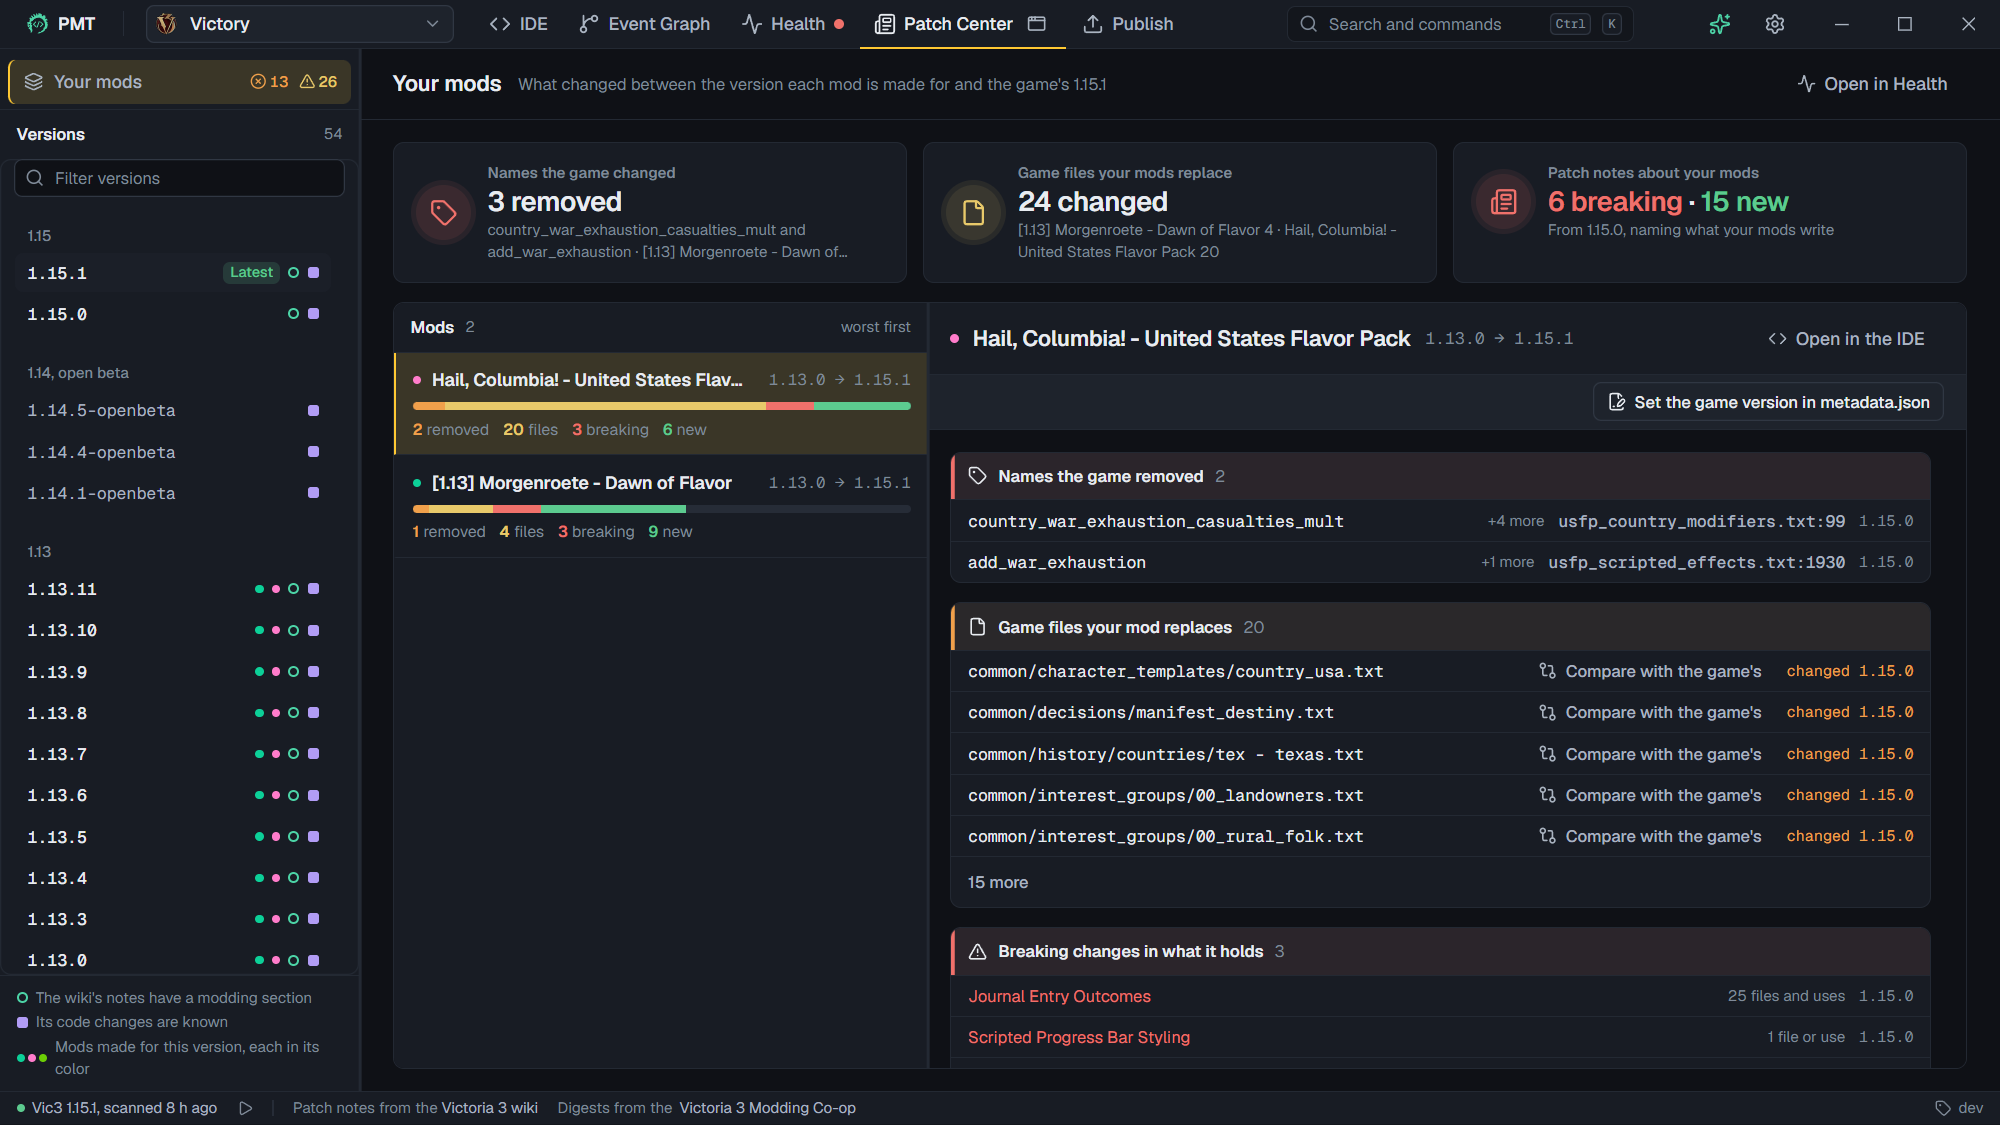 PMT
Victory
IDE
Event Graph
Health
Patch Center
Publish
Search and commands
Ctrl
K
Your mods
13
26
Versions
54
Filter versions
1.15
1.15.1
Latest
1.15.0
1.14, open beta
1.14.5-openbeta
1.14.4-openbeta
1.14.1-openbeta
1.13
1.13.11
1.13.10
1.13.9
1.13.8
1.13.7
1.13.6
1.13.5
1.13.4
1.13.3
1.13.0
The wiki's notes have a modding section
Its code changes are known
Mods made for this version, each in its
color
Your mods
What changed between the version each mod is made for and the game's 1.15.1
Open in Health
Names the game changed
3 removed
country_war_exhaustion_casualties_mult and
add_war_exhaustion · [1.13] Morgenroete - Dawn of…
Game files your mods replace
24 changed
[1.13] Morgenroete - Dawn of Flavor 4 · Hail, Columbia! -
United States Flavor Pack 20
Patch notes about your mods
6 breaking · 15 new
From 1.15.0, naming what your mods write
Mods 2
worst first
Hail, Columbia! - United States Flav…
1.13.0 → 1.15.1
2 removed 20 files 3 breaking 6 new
[1.13] Morgenroete - Dawn of Flavor
1.13.0 → 1.15.1
1 removed 4 files 3 breaking 9 new
Hail, Columbia! - United States Flavor Pack
1.13.0 → 1.15.1
Open in the IDE
Set the game version in metadata.json
Names the game removed 2
country_war_exhaustion_casualties_mult +4 more usfp_country_modifiers.txt:99 1.15.0
add_war_exhaustion +1 more usfp_scripted_effects.txt:1930 1.15.0
Game files your mod replaces 20
common/character_templates/country_usa.txt Compare with the game's changed 1.15.0
common/decisions/manifest_destiny.txt Compare with the game's changed 1.15.0
common/history/countries/tex - texas.txt Compare with the game's changed 1.15.0
common/interest_groups/00_landowners.txt Compare with the game's changed 1.15.0
common/interest_groups/00_rural_folk.txt Compare with the game's changed 1.15.0
15 more
Breaking changes in what it holds 3
Journal Entry Outcomes 25 files and uses 1.15.0
Scripted Progress Bar Styling 1 file or use 1.15.0
Vic3 1.15.1, scanned 8 h ago
Patch notes from the Victoria 3 wiki
Digests from the Victoria 3 Modding Co-op
dev